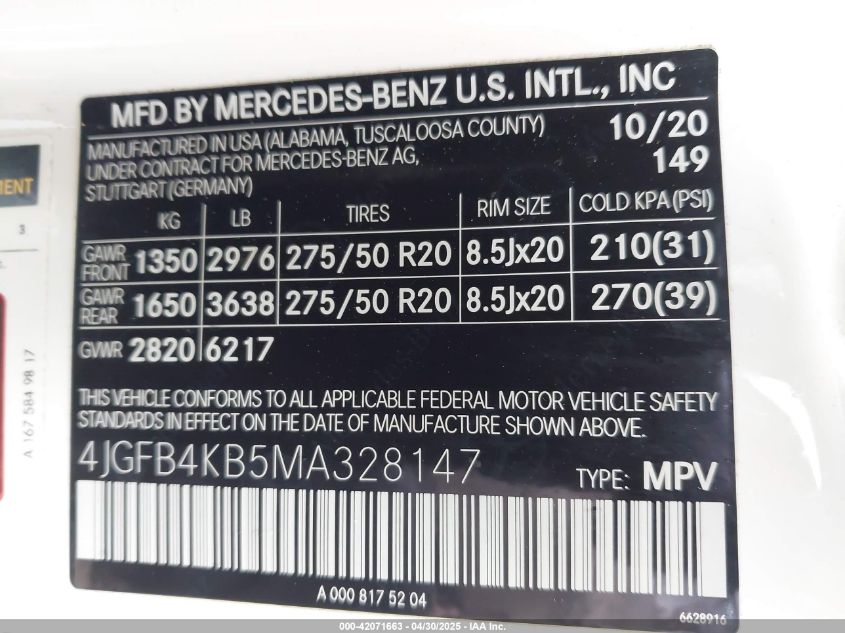 MFD BY MERCEDES-BENZ U.S. INTL., INC
MANUFACTURED IN USA (ALABAMA, TUSCALOOSA COUNTY) 10/20
UNDER CONTRACT FOR MERCEDES-BENZ AG, 149
STUTTGART (GERMANY)
KG LB TIRES RIM SIZE COLD KPA (PSI)
GAWR FRONT 1350 2976 275/50 R20 8.5Jx20 210(31)
GAWR REAR 1650 3638 275/50 R20 8.5Jx20 270(39)
GVWR 2820 6217
THIS VEHICLE CONFORMS TO ALL APPLICABLE FEDERAL MOTOR VEHICLE SAFETY
STANDARDS IN EFFECT ON THE DATE OF MANUFACTURE SHOWN ABOVE.
4JGFB4KB5MA328147 TYPE: MPV
A 000 817 52 04
6628916
3
A 167 584 98 17
000-42071663 - 04/30/2025 - IAA Inc.